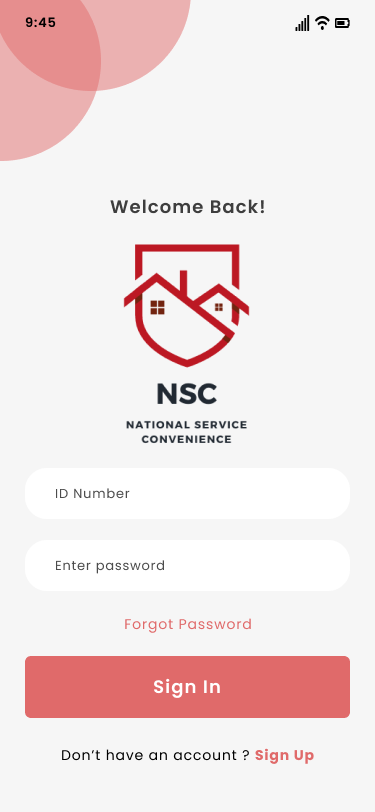 9:45
Welcome Back!
NSC
NATIONAL SERVICE
CONVENIENCE
ID Number
Enter password
Forgot Password
Sign In
Don’t have an account ? Sign Up